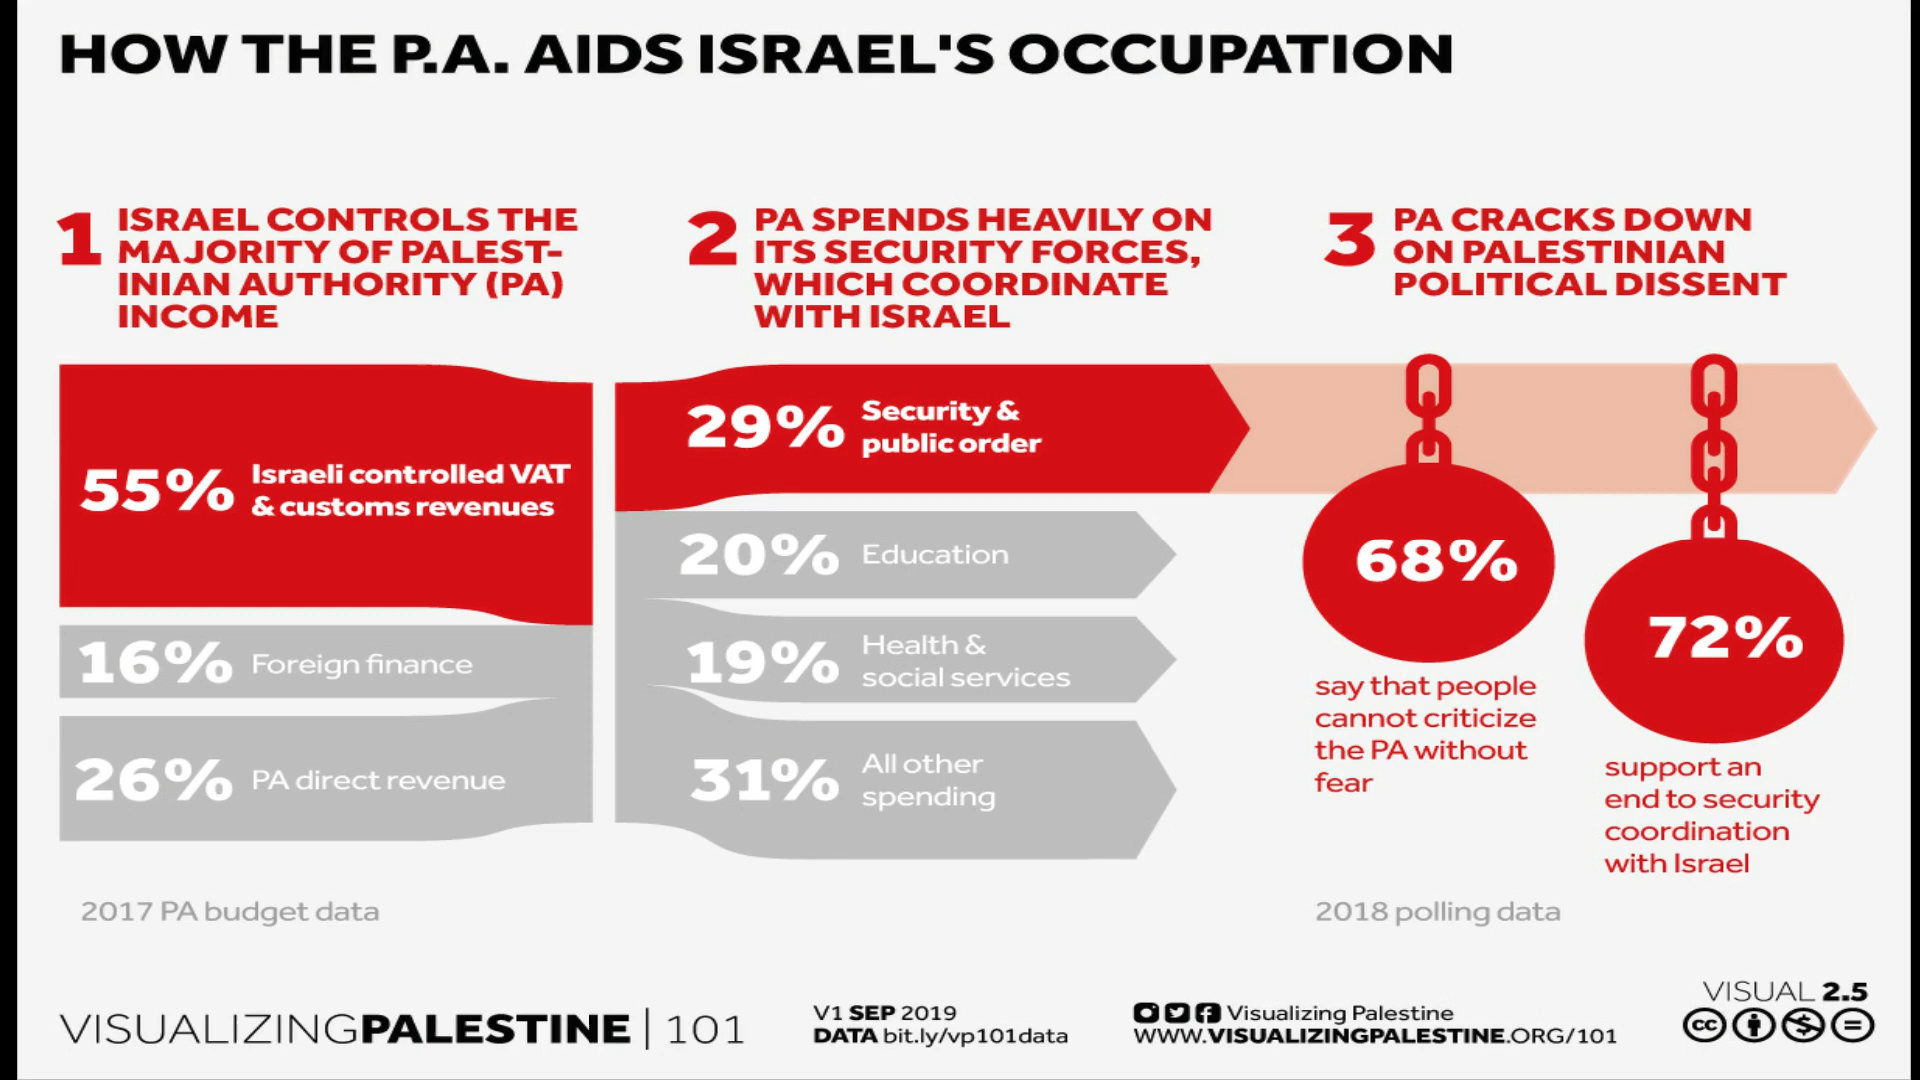 HOW THE P.A. AIDS ISRAEL'S OCCUPATION
1
ISRAEL CONTROLS THE
MAJORITY OF PALEST-
INIAN AUTHORITY (PA)
INCOME
55%
Israeli controlled VAT
& customs revenues
16%
Foreign finance
26%
PA direct revenue
2017 PA budget data
2
PA SPENDS HEAVILY ON
ITS SECURITY FORCES,
WHICH COORDINATE
WITH ISRAEL
29%
Security &
public order
20%
Education
19%
Health &
social services
31%
All other
spending
3
PA CRACKS DOWN
ON PALESTINIAN
POLITICAL DISSENT
68%
say that people
cannot criticize
the PA without
fear
72%
support an
end to security
coordination
with Israel
2018 polling data
VISUALIZINGPALESTINE | 101
V1 SEP 2019
DATA bit.ly/vp101data
Visualizing Palestine
WWW.VISUALIZINGPALESTINE.ORG/101
VISUAL 2.5
cc